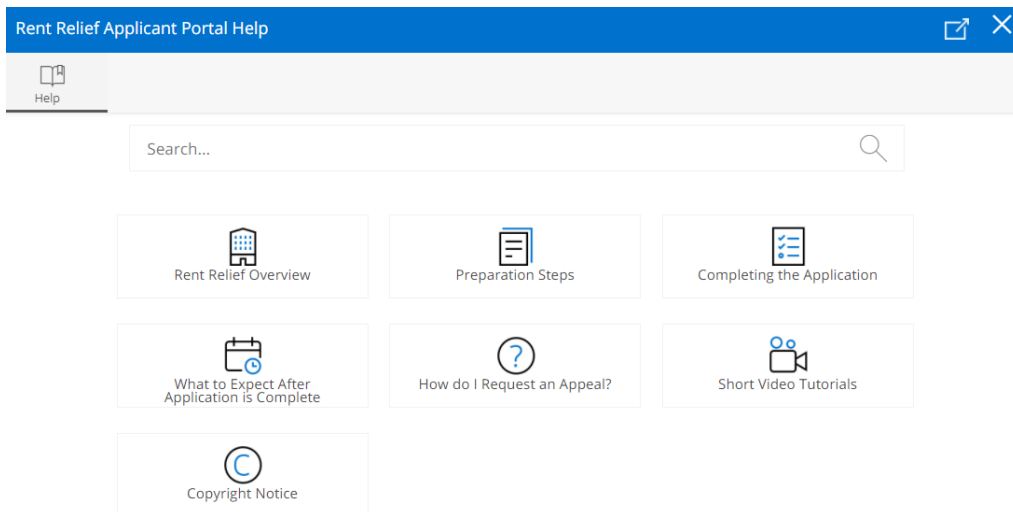 Rent Relief Applicant Portal Help
Help
Search...
Rent Relief Overview
Preparation Steps
Completing the Application
What to Expect After
Application is Complete
How do I Request an Appeal?
Short Video Tutorials
Copyright Notice